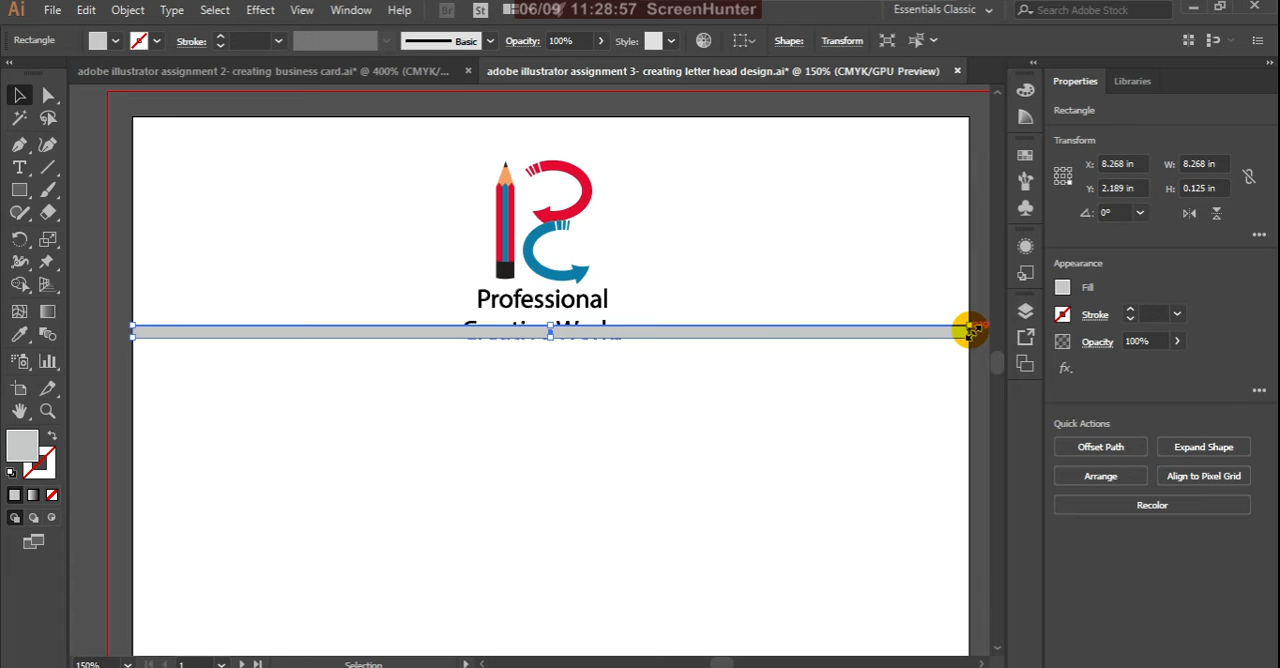 Ai File Edit Object Type Select Effect View Window Help Br St 06/09 11:28:57 ScreenHunter Essentials Classic Search Adobe Stock
Rectangle Stroke: Basic Opacity: 100% Style: Shape: Transform
adobe illustrator assignment 2- creating business card.ai* @ 400% (CMYK/... × adobe illustrator assignment 3- creating letter head design.ai* @ 150% (CMYK/GPU Preview) ×
Properties Libraries
Rectangle
Transform
X: 8.268 in W: 8.268 in
Y: 2.189 in H: 0.125 in
0°
Appearance
Fill
Stroke
Opacity 100%
fx.
Quick Actions
Offset Path Expand Shape
Arrange Align to Pixel Grid
Recolor
Professional
150% 1 Selection